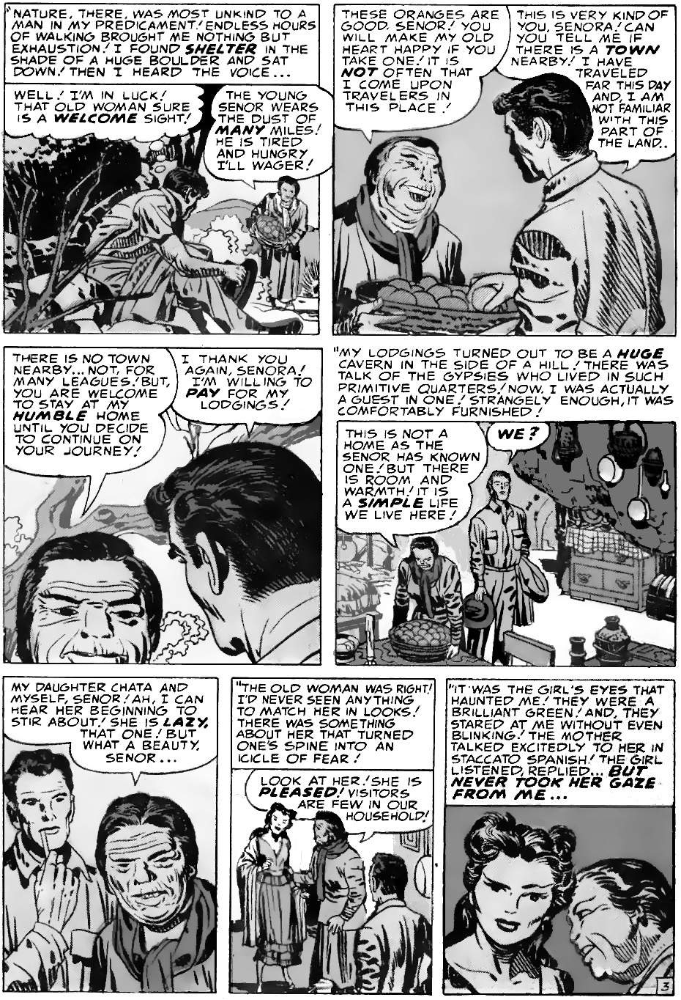 "NATURE, THERE, WAS MOST UNKIND TO A
MAN IN MY PREDICAMENT! ENDLESS HOURS
OF WALKING BROUGHT ME NOTHING BUT
EXHAUSTION! I FOUND SHELTER IN THE
SHADE OF A HUGE BOULDER AND SAT
DOWN! THEN I HEARD THE VOICE...
WELL! I'M IN LUCK!
THAT OLD WOMAN SURE
IS A WELCOME SIGHT!
THE YOUNG
SENOR WEARS
THE DUST OF
MANY MILES!
HE IS TIRED
AND HUNGRY
I'LL WAGER!
THESE ORANGES ARE
GOOD, SENOR! YOU
WILL MAKE MY OLD
HEART HAPPY IF YOU
TAKE ONE! IT IS
NOT OFTEN THAT
I COME UPON
TRAVELERS IN
THIS PLACE!
THIS IS VERY KIND OF
YOU, SENORA! CAN
YOU TELL ME IF
THERE IS A TOWN
NEARBY! I HAVE
TRAVELED
FAR THIS DAY
AND, I AM
NOT FAMILIAR
WITH THIS
PART OF
THE LAND..
THERE IS NO TOWN
NEARBY... NOT, FOR
MANY LEAGUES! BUT,
YOU ARE WELCOME
TO STAY AT MY
HUMBLE HOME
UNTIL YOU DECIDE
TO CONTINUE ON
YOUR JOURNEY!
I THANK YOU
AGAIN, SENORA!
I'M WILLING TO
PAY FOR MY
LODGINGS!
"MY LODGINGS TURNED OUT TO BE A HUGE
CAVERN IN THE SIDE OF A HILL! THERE WAS
TALK OF THE GYPSIES WHO LIVED IN SUCH
PRIMITIVE QUARTERS! NOW, I WAS ACTUALLY
A GUEST IN ONE! STRANGELY ENOUGH, IT WAS
COMFORTABLY FURNISHED!
THIS IS NOT A
HOME AS THE
SENOR HAS KNOWN
ONE! BUT THERE
IS ROOM AND
WARMTH! IT IS
A SIMPLE LIFE
WE LIVE HERE!
WE?
MY DAUGHTER CHATA AND
MYSELF, SENOR! AH, I CAN
HEAR HER BEGINNING TO
STIR ABOUT! SHE IS LAZY,
THAT ONE! BUT
WHAT A BEAUTY,
SENOR...
"THE OLD WOMAN WAS RIGHT!
I'D NEVER SEEN ANYTHING
TO MATCH HER IN LOOKS!
THERE WAS SOMETHING
ABOUT HER THAT TURNED
ONE'S SPINE INTO AN
ICICLE OF FEAR!
LOOK AT HER! SHE IS
PLEASED! VISITORS
ARE FEW IN OUR
HOUSEHOLD!
"IT WAS THE GIRL'S EYES THAT
HAUNTED ME! THEY WERE A
BRILLIANT GREEN! AND, THEY
STARED AT ME WITHOUT EVEN
BLINKING! THE MOTHER
TALKED EXCITEDLY TO HER IN
STACCATO SPANISH! THE GIRL
LISTENED, REPLIED... BUT
NEVER TOOK HER GAZE
FROM ME...
3